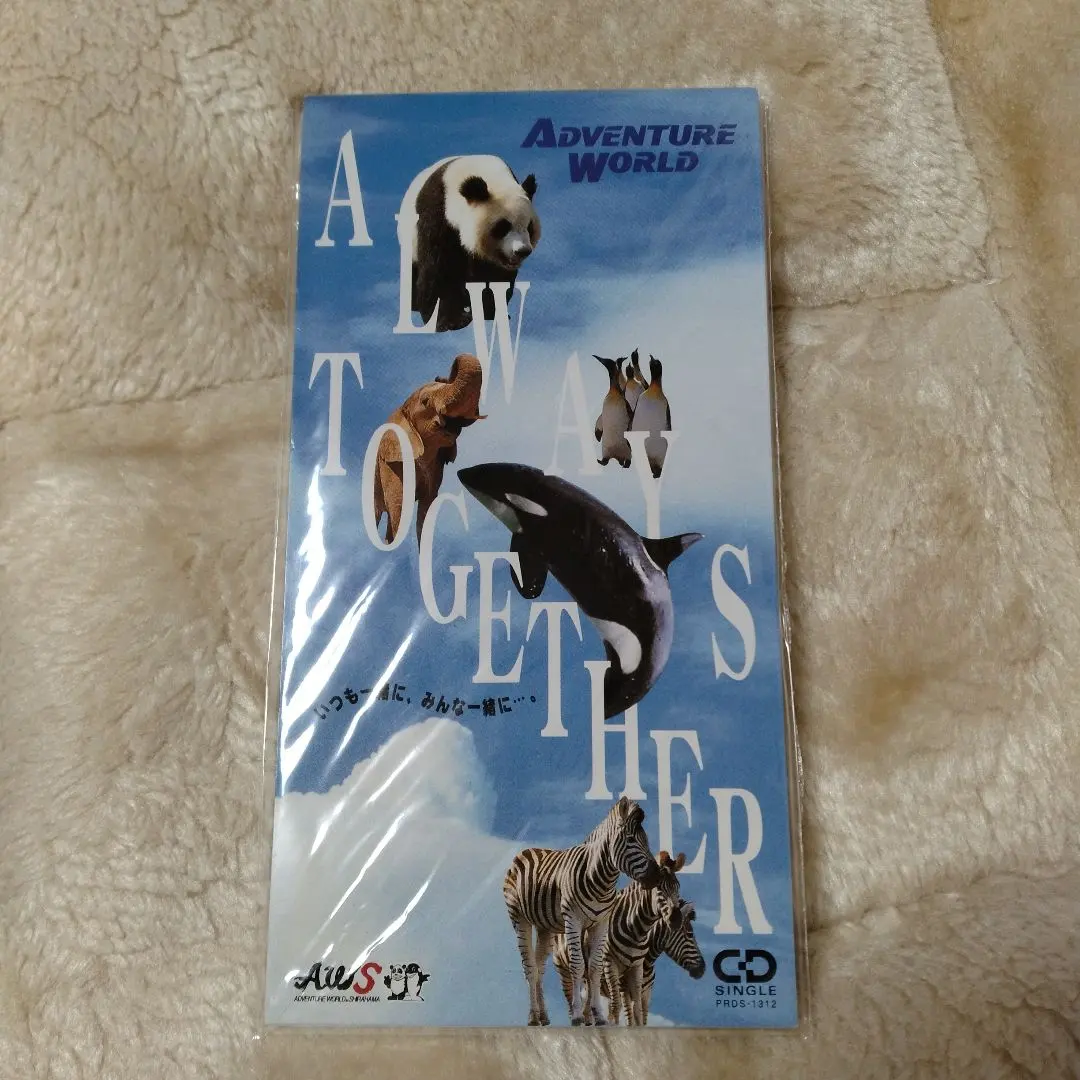 ADVENTURE
WORLD
ALWAYS
TOGETHER
いつも一緒に、みんな一緒に…。
AWS
ADVENTURE WORLD in SHIRAHAMA
CD
SINGLE
PRDS-1312